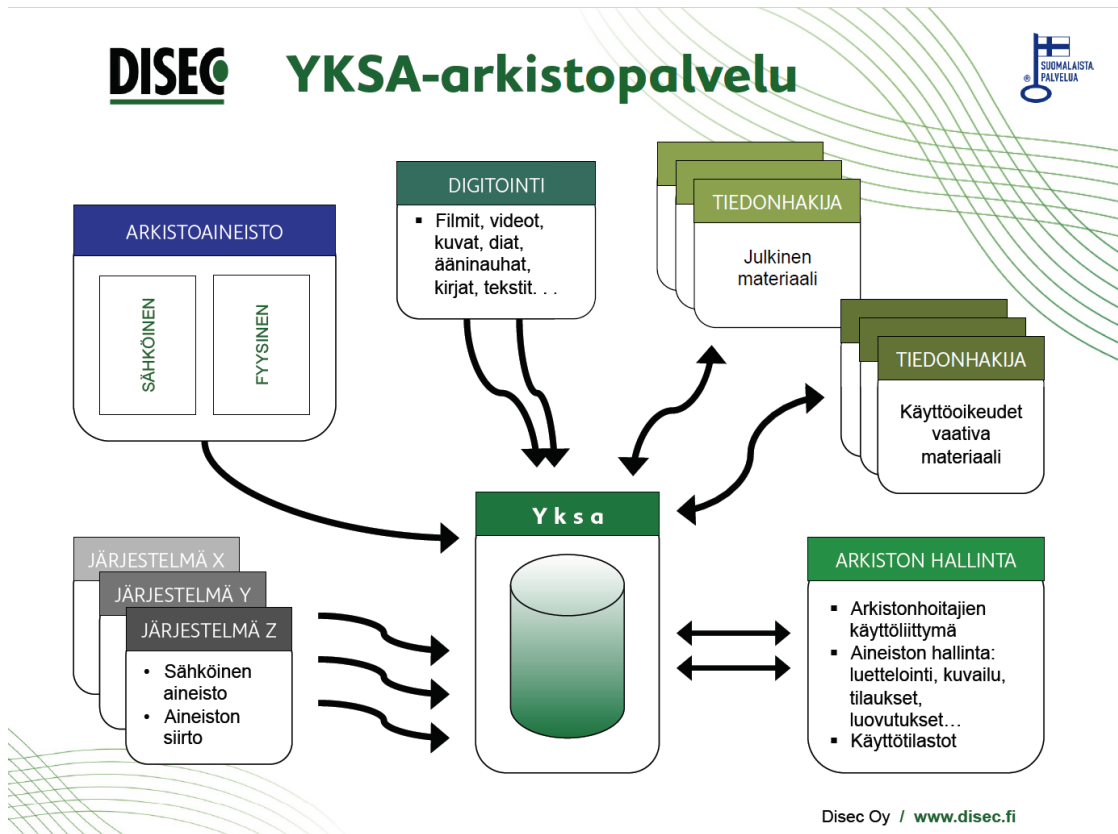 DISEC
YKSA-arkistopalvelu
SUOMALAISTA
PALVELUA
®
ARKISTOAINEISTO
SÄHKÖINEN
FYYSINEN
DIGITOINTI
▪ Filmit, videot,
kuvat, diat,
ääninauhat,
kirjat, tekstit. . .
TIEDONHAKIJA
Julkinen
materiaali
TIEDONHAKIJA
Käyttöoikeudet
vaativa
materiaali
Yksa
JÄRJESTELMÄ X
JÄRJESTELMÄ Y
JÄRJESTELMÄ Z
• Sähköinen
aineisto
• Aineiston
siirto
ARKISTON HALLINTA
▪ Arkistonhoitajien
käyttöliittymä
▪ Aineiston hallinta:
luettelointi, kuvailu,
tilaukset,
luovutukset…
▪ Käyttötilastot
Disec Oy / www.disec.fi